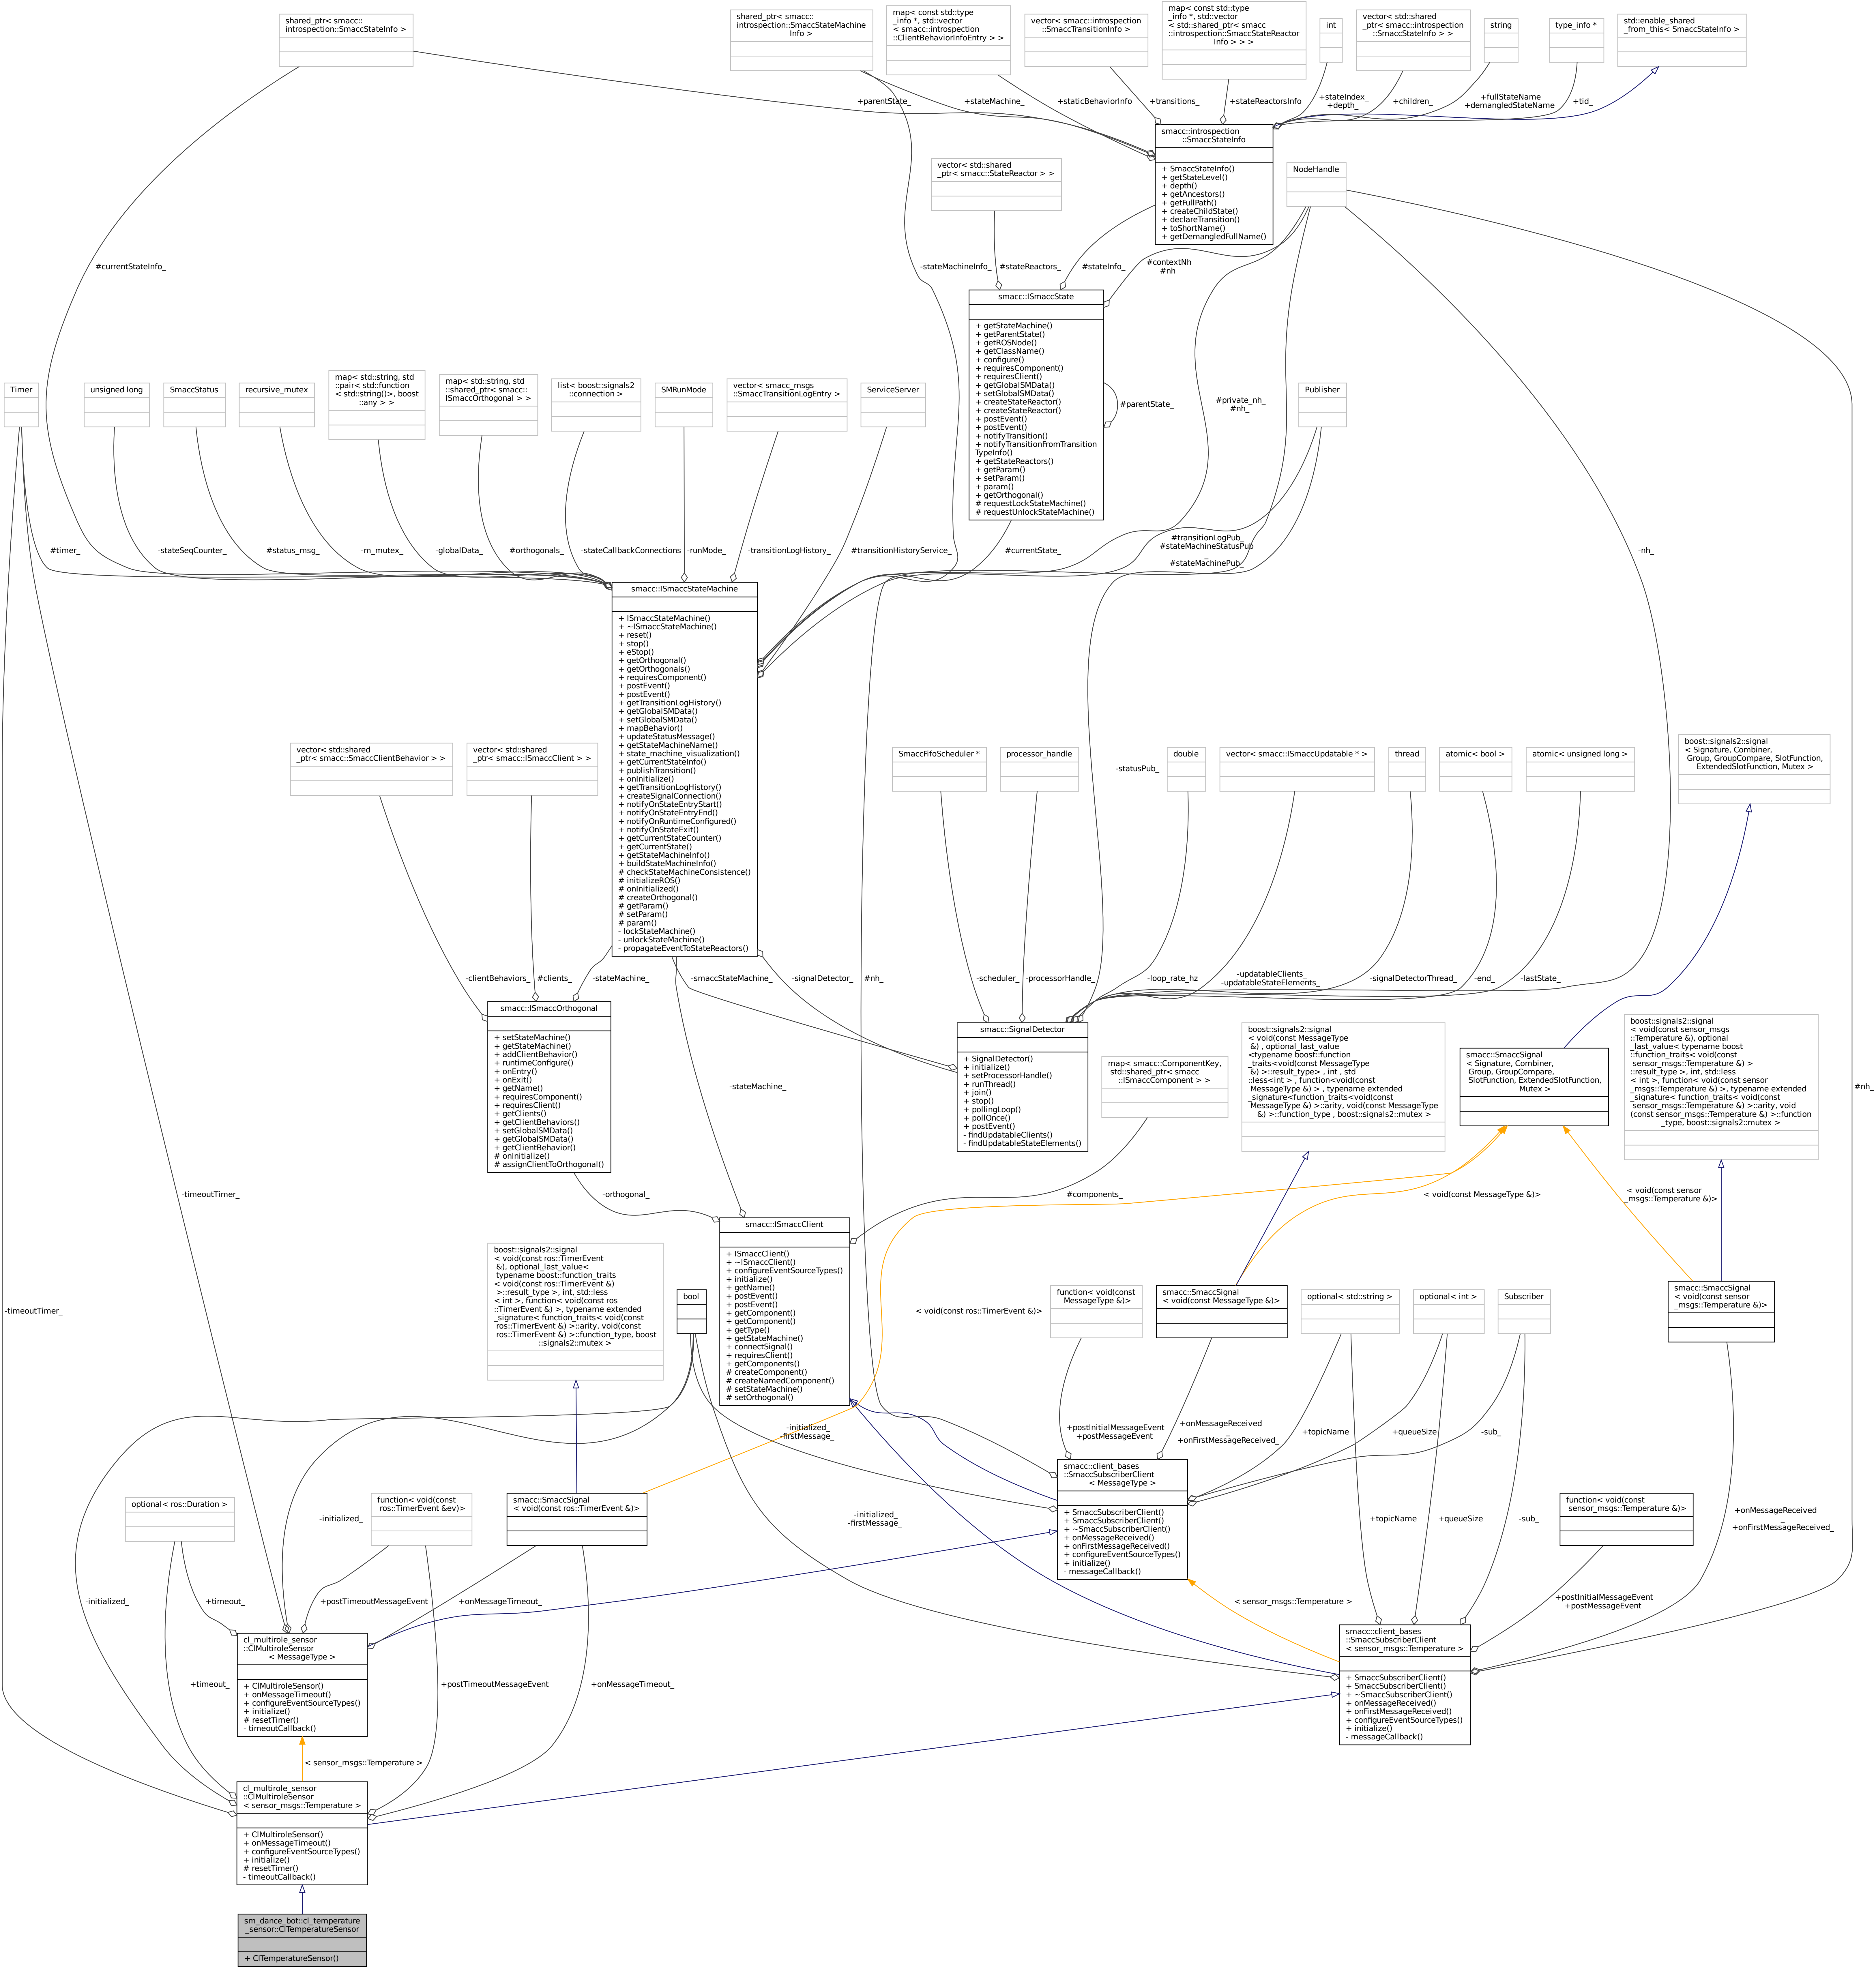 shared_ptr< smacc::
introspection::SmaccStateInfo >
shared_ptr< smacc::
introspection::SmaccStateMachine
Info >
map< const std::type
_info *, std::vector
< smacc::introspection
::ClientBehaviorInfoEntry > >
vector< smacc::introspection
::SmaccTransitionInfo >
map< const std::type
_info *, std::vector
< std::shared_ptr< smacc
::introspection::SmaccStateReactor
Info > > >
int
vector< std::shared
_ptr< smacc::introspection
::SmaccStateInfo > >
string
type_info *
std::enable_shared
_from_this< SmaccStateInfo >
+parentState_
+stateMachine_
+staticBehaviorInfo
+transitions_
+stateReactorsInfo
+stateIndex_
+depth_
+children_
+fullStateName
+demangledStateName
+tid_
smacc::introspection
::SmaccStateInfo
+ SmaccStateInfo()
+ getStateLevel()
+ depth()
+ getAncestors()
+ getFullPath()
+ createChildState()
+ declareTransition()
+ toShortName()
+ getDemangledFullName()
vector< std::shared
_ptr< smacc::StateReactor > >
NodeHandle
#currentStateInfo_
-stateMachineInfo_
#stateReactors_
#stateInfo_
#contextNh
#nh
smacc::ISmaccState
+ getStateMachine()
+ getParentState()
+ getROSNode()
+ getClassName()
+ configure()
+ requiresComponent()
+ requiresClient()
+ getGlobalSMData()
+ setGlobalSMData()
+ createStateReactor()
+ createStateReactor()
+ postEvent()
+ postEvent()
+ notifyTransition()
+ notifyTransitionFromTransition
TypeInfo()
+ getStateReactors()
+ getParam()
+ setParam()
+ param()
+ getOrthogonal()
# requestLockStateMachine()
# requestUnlockStateMachine()
#parentState_
#private_nh_
#nh_
Publisher
Timer
unsigned long
SmaccStatus
recursive_mutex
map< std::string, std
::pair< std::function
< std::string()>, boost
::any > >
map< std::string, std
::shared_ptr< smacc::
ISmaccOrthogonal > >
list< boost::signals2
::connection >
SMRunMode
vector< smacc_msgs
::SmaccTransitionLogEntry >
ServiceServer
#timer_
-stateSeqCounter_
#status_msg_
-m_mutex_
-globalData_
#orthogonals_
-stateCallbackConnections
-runMode_
-transitionLogHistory_
#transitionHistoryService_
#currentState_
#transitionLogPub_
#stateMachineStatusPub
_
#stateMachinePub_
-nh_
smacc::ISmaccStateMachine
+ ISmaccStateMachine()
+ ~ISmaccStateMachine()
+ reset()
+ stop()
+ eStop()
+ getOrthogonal()
+ getOrthogonals()
+ requiresComponent()
+ postEvent()
+ postEvent()
+ getTransitionLogHistory()
+ getGlobalSMData()
+ setGlobalSMData()
+ mapBehavior()
+ updateStatusMessage()
+ getStateMachineName()
+ state_machine_visualization()
+ getCurrentStateInfo()
+ publishTransition()
+ onInitialize()
+ getTransitionLogHistory()
+ createSignalConnection()
+ notifyOnStateEntryStart()
+ notifyOnStateEntryEnd()
+ notifyOnRuntimeConfigured()
+ notifyOnStateExit()
+ getCurrentStateCounter()
+ getCurrentState()
+ getStateMachineInfo()
+ buildStateMachineInfo()
# checkStateMachineConsistence()
# initializeROS()
# onInitialized()
# createOrthogonal()
# getParam()
# setParam()
# param()
- lockStateMachine()
- unlockStateMachine()
- propagateEventToStateReactors()
vector< std::shared
_ptr< smacc::SmaccClientBehavior > >
vector< std::shared
_ptr< smacc::ISmaccClient > >
SmaccFifoScheduler *
processor_handle
-statusPub_
double
vector< smacc::ISmaccUpdatable * >
thread
atomic< bool >
atomic< unsigned long >
boost::signals2::signal
< Signature, Combiner,
Group, GroupCompare, SlotFunction,
ExtendedSlotFunction, Mutex >
-clientBehaviors_
#clients_
-stateMachine_
-smaccStateMachine_
-signalDetector_
#nh_
-scheduler_
-processorHandle_
-loop_rate_hz
-updatableClients_
-updatableStateElements_
-signalDetectorThread_
-end_
-lastState_
smacc::ISmaccOrthogonal
+ setStateMachine()
+ getStateMachine()
+ addClientBehavior()
+ runtimeConfigure()
+ onEntry()
+ onExit()
+ getName()
+ requiresComponent()
+ requiresClient()
+ getClients()
+ getClientBehaviors()
+ setGlobalSMData()
+ getGlobalSMData()
+ getClientBehavior()
# onInitialize()
# assignClientToOrthogonal()
smacc::SignalDetector
+ SignalDetector()
+ initialize()
+ setProcessorHandle()
+ runThread()
+ join()
+ stop()
+ pollingLoop()
+ pollOnce()
+ postEvent()
- findUpdatableClients()
- findUpdatableStateElements()
map< smacc::ComponentKey,
std::shared_ptr< smacc
::ISmaccComponent > >
boost::signals2::signal
< void(const MessageType
&) , optional_last_value
<typename boost::function
_traits<void(const MessageType
&) >::result_type> , int , std
::less<int > , function<void(const
MessageType &) > , typename extended
_signature<function_traits<void(const
MessageType &) >::arity, void(const MessageType
&) >::function_type , boost::signals2::mutex >
smacc::SmaccSignal
< Signature, Combiner,
Group, GroupCompare,
SlotFunction, ExtendedSlotFunction,
Mutex >
boost::signals2::signal
< void(const sensor_msgs
::Temperature &), optional
_last_value< typename boost
::function_traits< void(const
sensor_msgs::Temperature &) >
::result_type >, int, std::less
< int >, function< void(const sensor
_msgs::Temperature &) >, typename extended
_signature< function_traits< void(const
sensor_msgs::Temperature &) >::arity, void
(const sensor_msgs::Temperature &) >::function
_type, boost::signals2::mutex >
-stateMachine_
#nh_
-timeoutTimer_
-orthogonal_
#components_
< void(const MessageType &)>
< void(const sensor
_msgs::Temperature &)>
smacc::ISmaccClient
+ ISmaccClient()
+ ~ISmaccClient()
+ configureEventSourceTypes()
+ initialize()
+ getName()
+ postEvent()
+ postEvent()
+ getComponent()
+ getComponent()
+ getType()
+ getStateMachine()
+ connectSignal()
+ requiresClient()
+ getComponents()
# createComponent()
# createNamedComponent()
# setStateMachine()
# setOrthogonal()
boost::signals2::signal
< void(const ros::TimerEvent
&), optional_last_value<
typename boost::function_traits
< void(const ros::TimerEvent &)
>::result_type >, int, std::less
< int >, function< void(const ros
::TimerEvent &) >, typename extended
_signature< function_traits< void(const
ros::TimerEvent &) >::arity, void(const
ros::TimerEvent &) >::function_type, boost
::signals2::mutex >
bool
-timeoutTimer_
< void(const ros::TimerEvent &)>
function< void(const
MessageType &)>
smacc::SmaccSignal
< void(const MessageType &)>
optional< std::string >
optional< int >
Subscriber
smacc::SmaccSignal
< void(const sensor
_msgs::Temperature &)>
-initialized_
-firstMessage_
+postInitialMessageEvent
+postMessageEvent
+onMessageReceived
_
+onFirstMessageReceived_
+topicName
+queueSize
-sub_
smacc::client_bases
::SmaccSubscriberClient
< MessageType >
+ SmaccSubscriberClient()
+ SmaccSubscriberClient()
+ ~SmaccSubscriberClient()
+ onMessageReceived()
+ onFirstMessageReceived()
+ configureEventSourceTypes()
+ initialize()
- messageCallback()
optional< ros::Duration >
-initialized_
function< void(const
ros::TimerEvent &ev)>
smacc::SmaccSignal
< void(const ros::TimerEvent &)>
-initialized_
-firstMessage_
+topicName
+queueSize
-sub_
function< void(const
sensor_msgs::Temperature &)>
+onMessageReceived
_
+onFirstMessageReceived_
-initialized_
+timeout_
+postTimeoutMessageEvent
+onMessageTimeout_
< sensor_msgs::Temperature >
+postInitialMessageEvent
+postMessageEvent
cl_multirole_sensor
::ClMultiroleSensor
< MessageType >
+ ClMultiroleSensor()
+ onMessageTimeout()
+ configureEventSourceTypes()
+ initialize()
# resetTimer()
- timeoutCallback()
smacc::client_bases
::SmaccSubscriberClient
< sensor_msgs::Temperature >
+ SmaccSubscriberClient()
+ SmaccSubscriberClient()
+ ~SmaccSubscriberClient()
+ onMessageReceived()
+ onFirstMessageReceived()
+ configureEventSourceTypes()
+ initialize()
- messageCallback()
+timeout_
+postTimeoutMessageEvent
+onMessageTimeout_
< sensor_msgs::Temperature >
cl_multirole_sensor
::ClMultiroleSensor
< sensor_msgs::Temperature >
+ ClMultiroleSensor()
+ onMessageTimeout()
+ configureEventSourceTypes()
+ initialize()
# resetTimer()
- timeoutCallback()
sm_dance_bot::cl_temperature
_sensor::ClTemperatureSensor
+ ClTemperatureSensor()